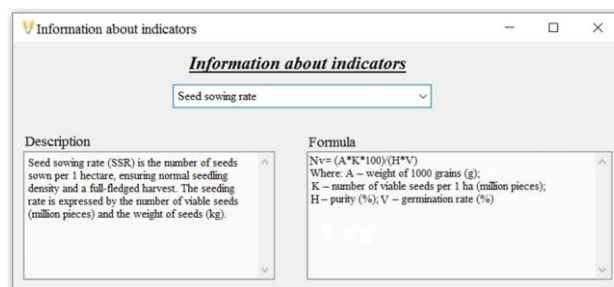 Information about indicators
Information about indicators
Seed sowing rate
Description
Seed sowing rate (SSR) is the number of seeds
sown per 1 hectare, ensuring normal seedling
density and a full-fledged harvest. The seeding
rate is expressed by the number of viable seeds
(million pieces) and the weight of seeds (kg).
Formula
Nv= (A*K*100)/(H*V)
Where: A – weight of 1000 grains (g);
K – number of viable seeds per 1 ha (million pieces);
H – purity (%); V – germination rate (%)